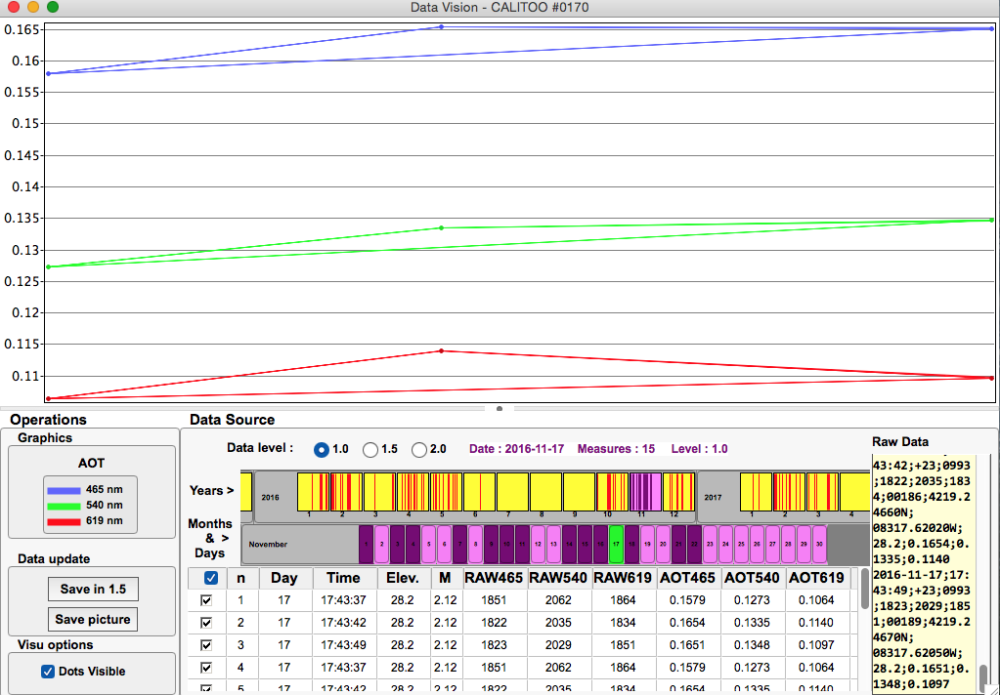 Data Vision - CALITOO #0170
0.165
0.16
0.155
0.15
0.145
0.14
0.135
0.13
0.125
0.12
0.115
0.11
Operations
Graphics
AOT
465 nm
540 nm
619 nm
Data update
Save in 1.5
Save picture
Visu options
Dots Visible
Data Source
Data level : 1.0 1.5 2.0 Date : 2016-11-17 Measures : 15 Level : 1.0
Years > 2016 2017
1 2 3 4 5 6 7 8 9 10 11 12 1 2 3 4
Months
& >
Days
November 1 2 3 4 5 6 7 8 9 10 11 12 13 14 15 16 17 18 19 20 21 22 23 24 25 26 27 28 29 30
n Day Time Elev. M RAW465 RAW540 RAW619 AOT465 AOT540 AOT619
1 17 17:43:37 28.2 2.12 1851 2062 1864 0.1579 0.1273 0.1064
2 17 17:43:42 28.2 2.12 1822 2035 1834 0.1654 0.1335 0.1140
3 17 17:43:49 28.2 2.12 1823 2029 1851 0.1651 0.1348 0.1097
4 17 17:43:37 28.2 2.12 1851 2062 1864 0.1579 0.1273 0.1064
5 17 17:43:42 28.2 2.12 1822 2035 1834 0.1654 0.1335 0.1140
Raw Data
43:42;+23;0993
;1822;2035;183
4;00186;4219.2
4660N;
08317.62020W;
28.2;0.1654;0.
1335;0.1140
2016-11-17;17:
43:49;+23;0993
;1823;2029;185
1;00189;4219.2
4670N;
08317.62050W;
28.2;0.1651;0.
1348;0.1097